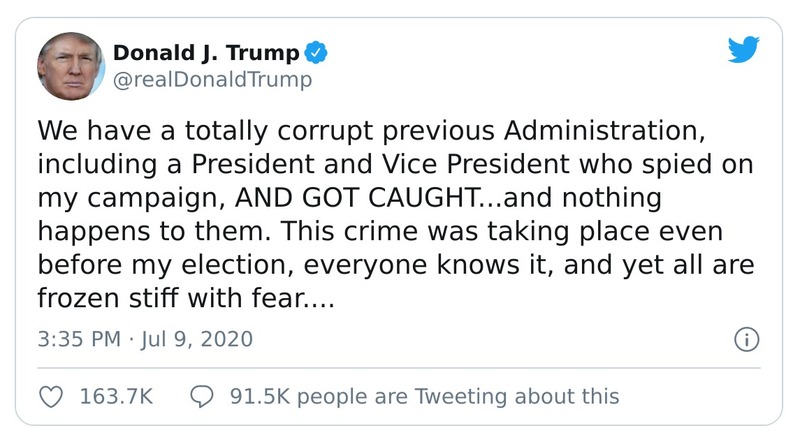 Donald J. Trump
@realDonaldTrump
We have a totally corrupt previous Administration,
including a President and Vice President who spied on
my campaign, AND GOT CAUGHT...and nothing
happens to them. This crime was taking place even
before my election, everyone knows it, and yet all are
frozen stiff with fear....
3:35 PM · Jul 9, 2020
163.7K 91.5K people are Tweeting about this